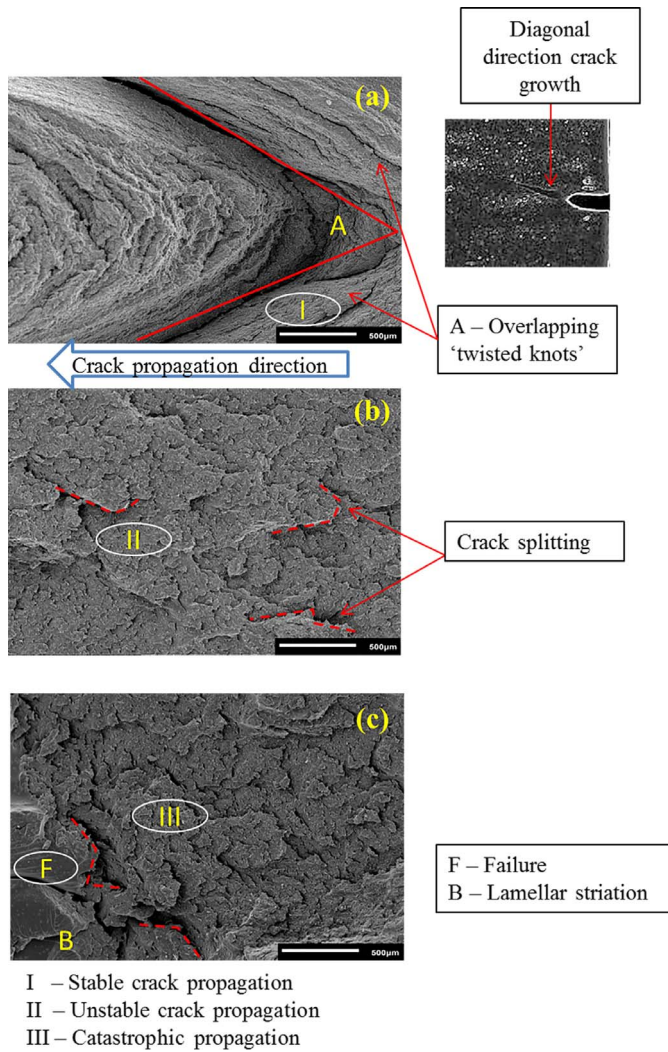 Diagonal
direction crack
growth
(a)
A
I
500μm
A – Overlapping
‘twisted knots’
Crack propagation direction
(b)
II
Crack splitting
500μm
(c)
III
F
B
500μm
F – Failure
B – Lamellar striation
I – Stable crack propagation
II – Unstable crack propagation
III – Catastrophic propagation